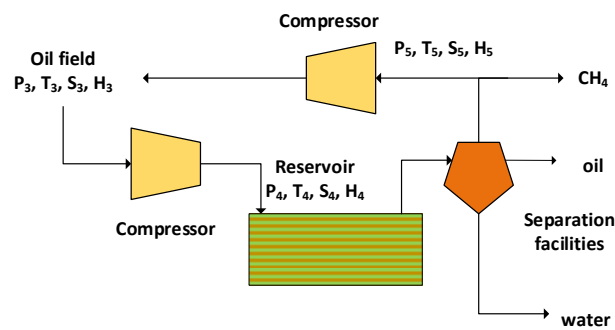 Compressor
P5, T5, S5, H5
CH4
Oil field
P3, T3, S3, H3
Compressor
Reservoir
P4, T4, S4, H4
oil
Separation
facilities
water